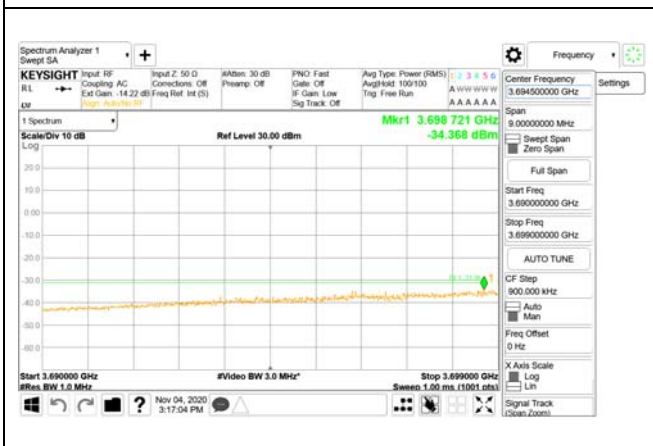 Spectrum Analyzer 1
Swept SA
+
Frequency
KEYSIGHT
RL
Input: RF
Coupling: AC
Ext Gain: -14.22 dB
Align: Auto/No RF
Input Z: 50 Ω
Corrections: Off
Freq Ref: Int (S)
#Atten: 30 dB
Preamp: Off
PNO: Fast
Gate: Off
IF Gain: Low
Sig Track: Off
Avg Type: Power (RMS)
Avg|Hold: 100/100
Trig: Free Run
1 2 3 4 5 6
A W W W W W
A A A A A A
1 Spectrum
Scale/Div 10 dB
Log
Ref Level 30.00 dBm
Mkr1 3.698 721 GHz
-34.368 dBm
20.0
10.0
0.00
-10.0
-20.0
-30.0
-40.0
-50.0
-60.0
1
Start 3.690000 GHz
#Res BW 1.0 MHz
#Video BW 3.0 MHz*
Stop 3.699000 GHz
Sweep 1.00 ms (1001 pts)
?
Nov 04, 2020
3:17:04 PM
Center Frequency
3.694500000 GHz
Settings
Span
9.00000000 MHz
Swept Span
Zero Span
Full Span
Start Freq
3.690000000 GHz
Stop Freq
3.699000000 GHz
AUTO TUNE
CF Step
900.000 kHz
Auto
Man
Freq Offset
0 Hz
X Axis Scale
Log
Lin
Signal Track
(Span Zoom)